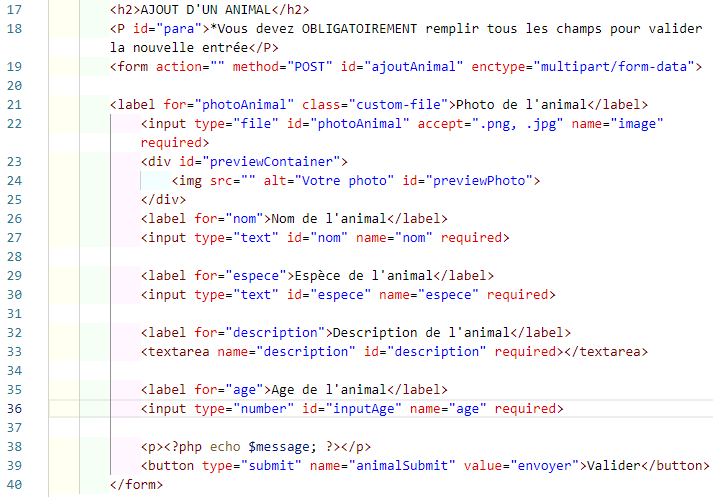 17 <h2>AJOUT D'UN ANIMAL</h2>
18 <P id="para">*Vous devez OBLIGATOIREMENT remplir tous les champs pour valider
la nouvelle entrée</P>
19 <form action="" method="POST" id="ajoutAnimal" enctype="multipart/form-data">
20
21 <label for="photoAnimal" class="custom-file">Photo de l'animal</label>
22 <input type="file" id="photoAnimal" accept=".png, .jpg" name="image"
required>
23 <div id="previewContainer">
24 <img src="" alt="Votre photo" id="previewPhoto">
25 </div>
26 <label for="nom">Nom de l'animal</label>
27 <input type="text" id="nom" name="nom" required>
28
29 <label for="espece">Espèce de l'animal</label>
30 <input type="text" id="espece" name="espece" required>
31
32 <label for="description">Description de l'animal</label>
33 <textarea name="description" id="description" required></textarea>
34
35 <label for="age">Age de l'animal</label>
36 <input type="number" id="inputAge" name="age" required>
37
38 <p><?php echo $message; ?></p>
39 <button type="submit" name="animalSubmit" value="envoyer">Valider</button>
40 </form>